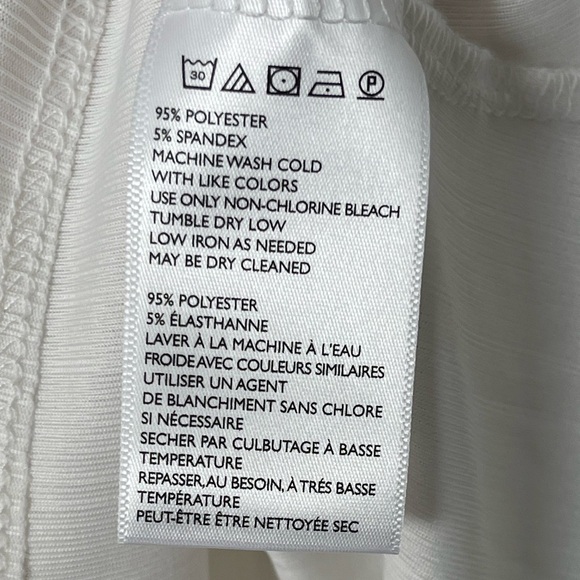 30 P
95% POLYESTER
5% SPANDEX
MACHINE WASH COLD
WITH LIKE COLORS
USE ONLY NON-CHLORINE BLEACH
TUMBLE DRY LOW
LOW IRON AS NEEDED
MAY BE DRY CLEANED
95% POLYESTER
5% ÉLASTHANNE
LAVER À LA MACHINE À L'EAU
FROIDE AVEC COULEURS SIMILAIRES
UTILISER UN AGENT
DE BLANCHIMENT SANS CHLORE
SI NÉCESSAIRE
SECHER PAR CULBUTAGE À BASSE
TEMPERATURE
REPASSER, AU BESOIN, À TRÉS BASSE
TEMPÉRATURE
PEUT-ÊTRE ÊTRE NETTOYÉE SEC